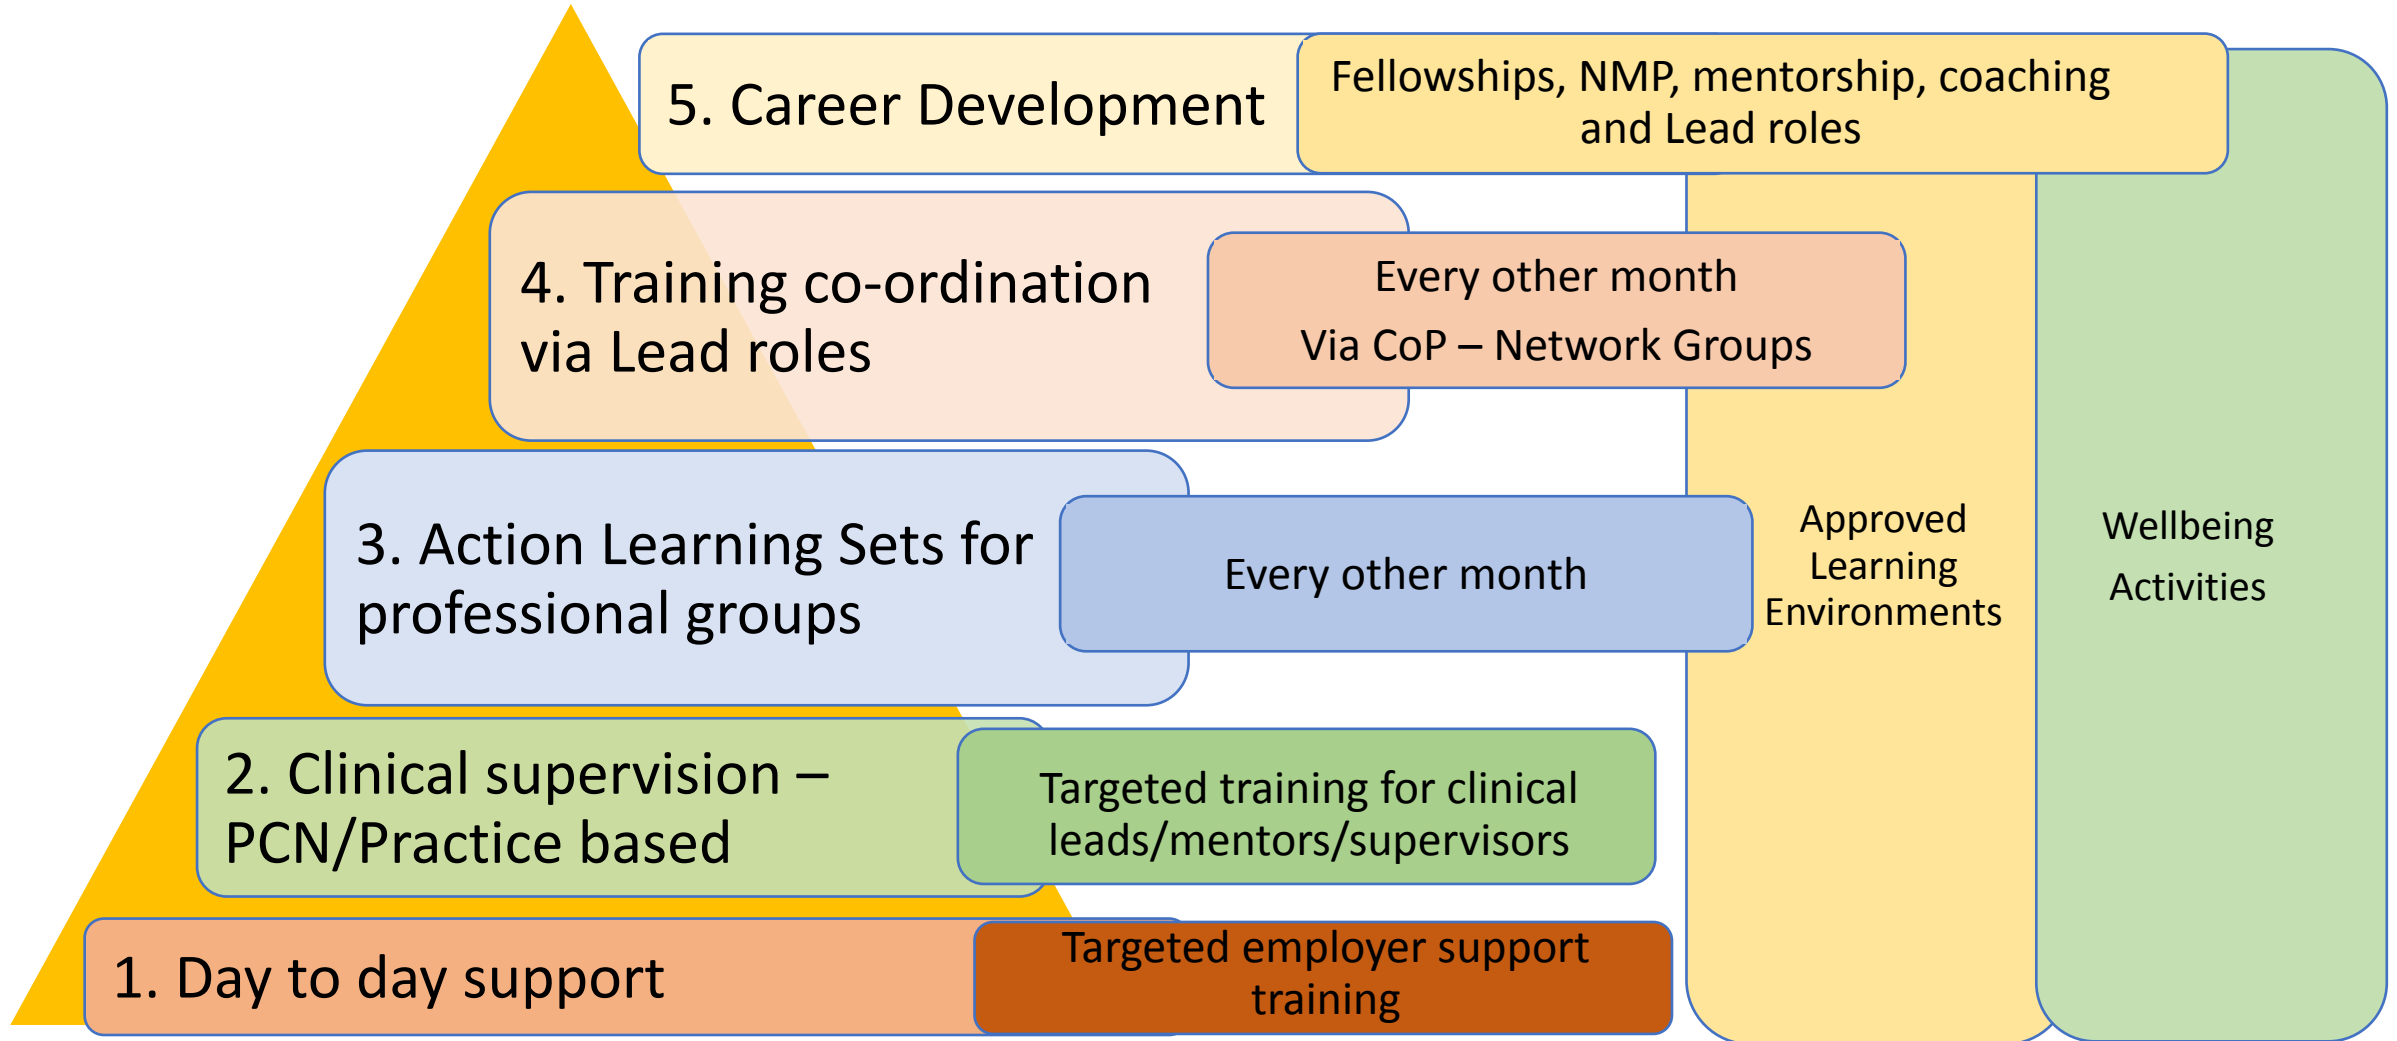 5. Career Development
Fellowships, NMP, mentorship, coaching
and Lead roles
4. Training co-ordination
via Lead roles
Every other month
Via CoP – Network Groups
3. Action Learning Sets for
professional groups
Every other month
Approved
Learning
Environments
Wellbeing
Activities
2. Clinical supervision –
PCN/Practice based
Targeted training for clinical
leads/mentors/supervisors
1. Day to day support
Targeted employer support
training